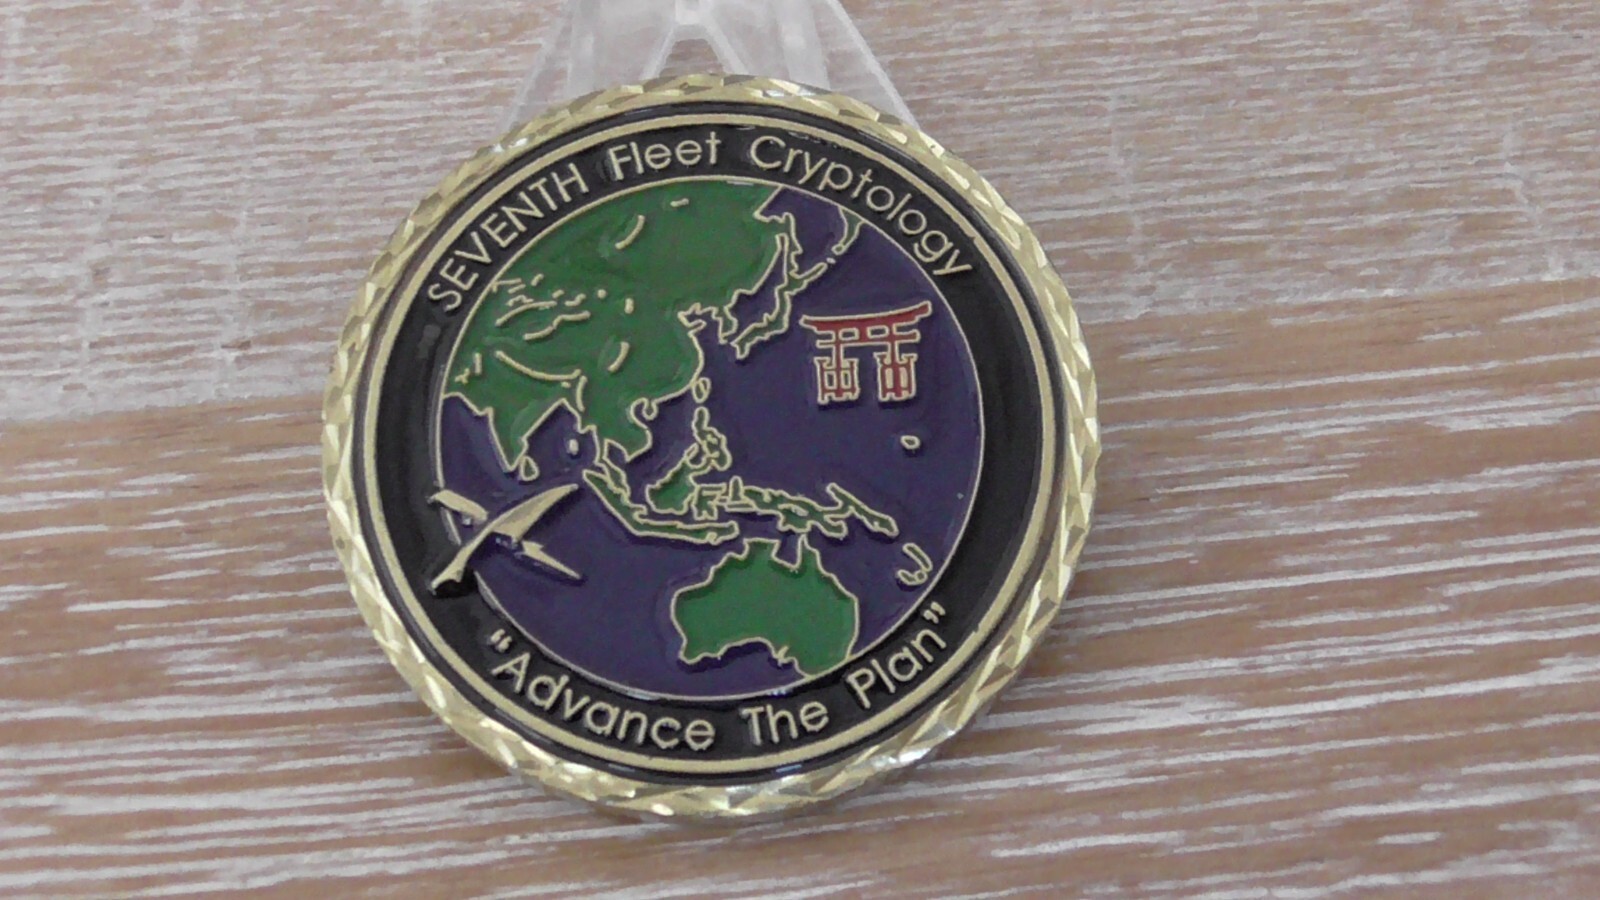 SEVENTH Fleet Cryptology
“Advance The Plan”